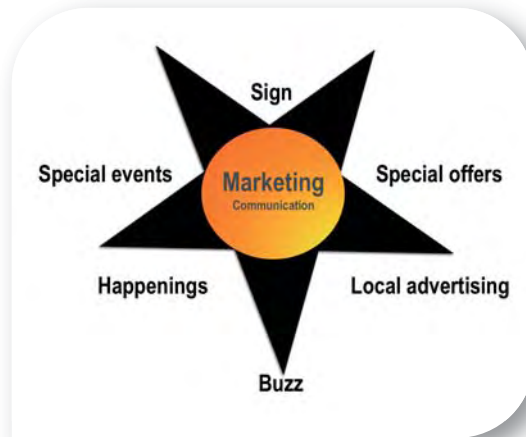 Sign
Special events
Special offers
Marketing
Communication
Happenings
Local advertising
Buzz